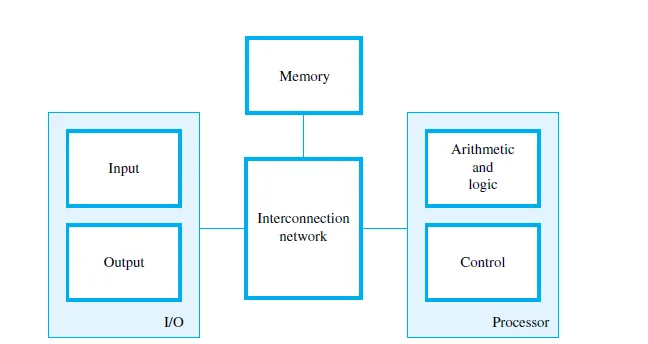 Memory
Input
Output
I/O
Interconnection
network
Arithmetic
and
logic
Control
Processor